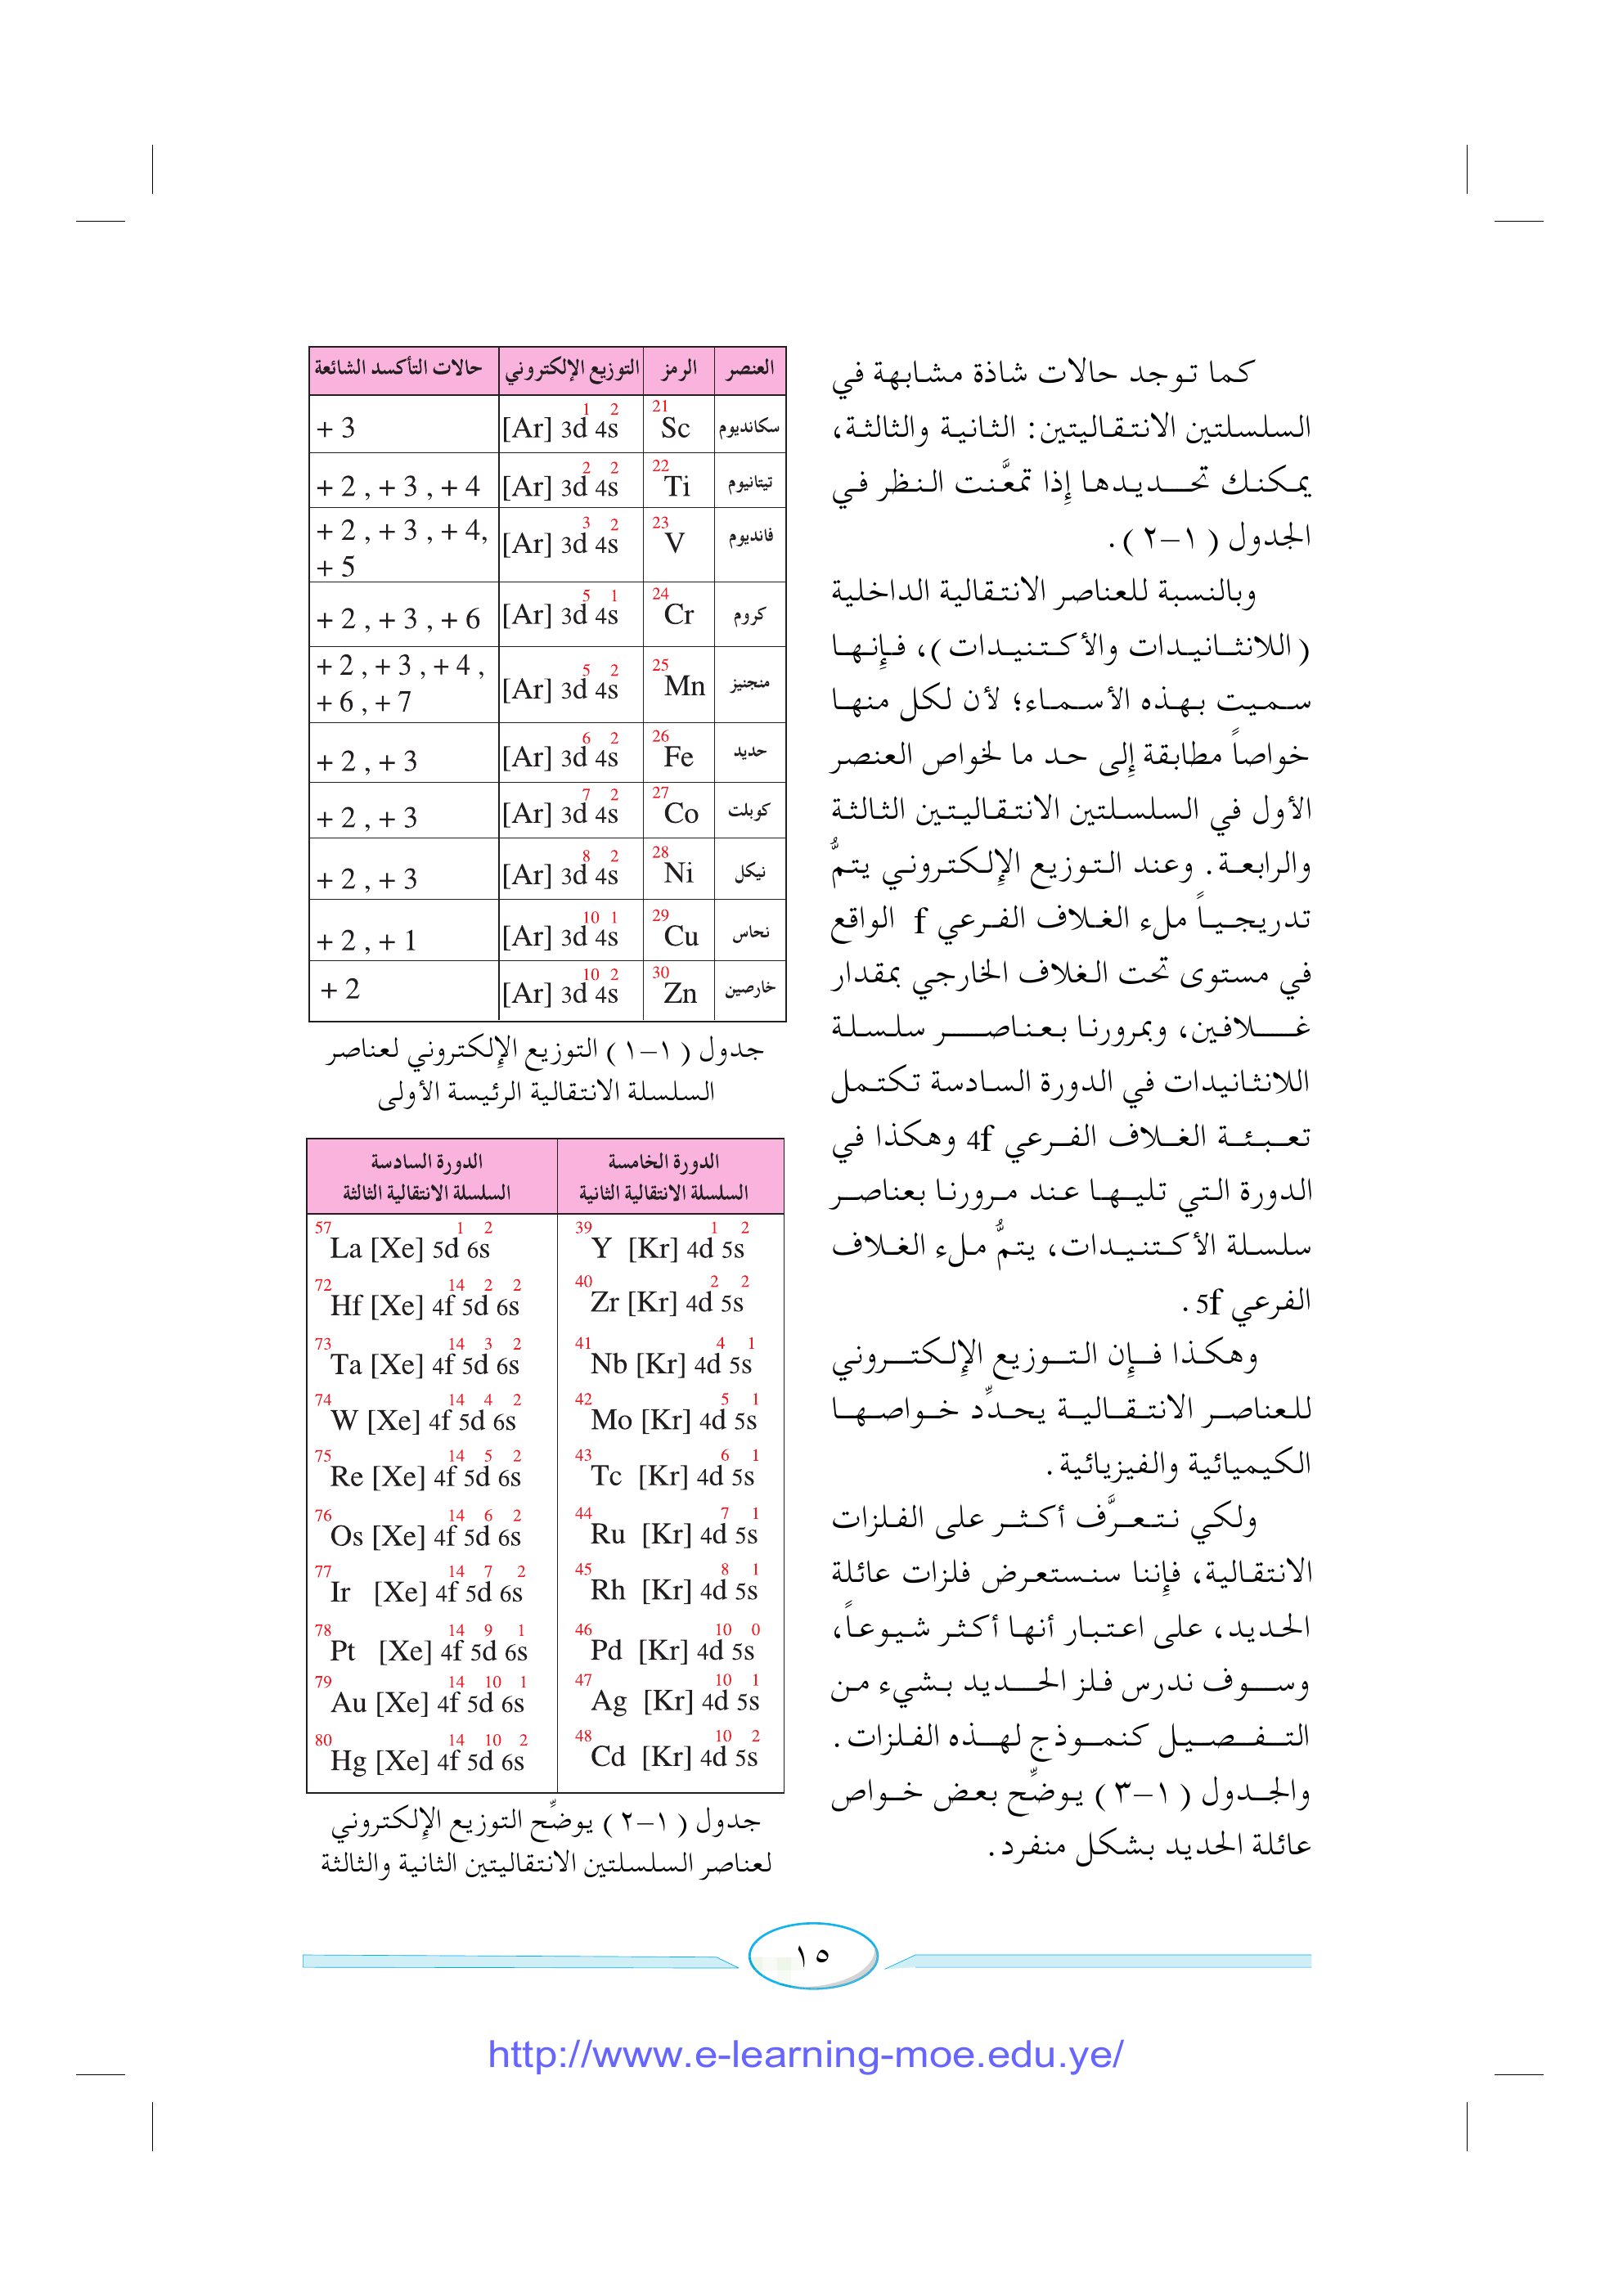 كما توجد حالات شاذة مشابهة في
السلسلتين الانتقاليتين: الثانية والثالثة،
يمكنك تحديدها إِذا تمعَّنت النظر في
الجدول ( ١–٢ ).
وبالنسبة للعناصر الانتقالية الداخلية
( اللانثانيدات والأكتنيدات )، فإِنها
سميت بهذه الأسماء؛ لأن لكل منها
خواصاً مطابقة إِلى حد ما لخواص العنصر
الأول في السلسلتين الانتقاليتين الثالثة
والرابعة. وعند التوزيع الإِلكتروني يتمُّ
تدريجياً ملء الغلاف الفرعي f الواقع
في مستوى تحت الغلاف الخارجي بمقدار
غلافين، وبمرورنا بعناصر سلسلة
اللانثانيدات في الدورة السادسة تكتمل
تعبئة الغلاف الفرعي 4f وهكذا في
الدورة التي تليها عند مرورنا بعناصر
سلسلة الأكتنيدات، يتمُّ ملء الغلاف
الفرعي 5f .
وهكذا فإِن التوزيع الإِلكتروني
للعناصر الانتقالية يحدِّد خواصها
الكيميائية والفيزيائية .
ولكي نتعرَّف أكثر على الفلزات
الانتقالية، فإِننا سنستعرض فلزات عائلة
الحديد، على اعتبار أنها أكثر شيوعاً،
وسوف ندرس فلز الحديد بشيء من
التفصيل كنموذج لهذه الفلزات .
والجدول ( ١–٣ ) يوضِّح بعض خواص
عائلة الحديد بشكل منفرد .
العنصر الرمز التوزيع الإلكتروني حالات التأكسد الشائعة
سكانديوم 21 Sc [Ar] 3d1 4s2 + 3
تيتانيوم 22 Ti [Ar] 3d2 4s2 + 2 , + 3 , + 4
فانديوم 23 V [Ar] 3d3 4s2 + 2 , + 3 , + 4,
+ 5
كروم 24 Cr [Ar] 3d5 4s1 + 2 , + 3 , + 6
منجنيز 25 Mn [Ar] 3d5 4s2 + 2 , + 3 , + 4 ,
+ 6 , + 7
حديد 26 Fe [Ar] 3d6 4s2 + 2 , + 3
كوبلت 27 Co [Ar] 3d7 4s2 + 2 , + 3
نيكل 28 Ni [Ar] 3d8 4s2 + 2 , + 3
نحاس 29 Cu [Ar] 3d10 4s1 + 2 , + 1
خارصين 30 Zn [Ar] 3d10 4s2 + 2
جدول ( ١–١ ) التوزيع الإِلكتروني لعناصر
السلسلة الانتقالية الرئيسة الأولى
الدورة الخامسة
السلسلة الانتقالية الثانية
39 Y [Kr] 4d1 5s2
40 Zr [Kr] 4d2 5s2
41 Nb [Kr] 4d4 5s1
42 Mo [Kr] 4d5 5s1
43 Tc [Kr] 4d6 5s1
44 Ru [Kr] 4d7 5s1
45 Rh [Kr] 4d8 5s1
46 Pd [Kr] 4d10 5s0
47 Ag [Kr] 4d10 5s1
48 Cd [Kr] 4d10 5s2
الدورة السادسة
السلسلة الانتقالية الثالثة
57 La [Xe] 5d1 6s2
72 Hf [Xe] 4f14 5d2 6s2
73 Ta [Xe] 4f14 5d3 6s2
74 W [Xe] 4f14 5d4 6s2
75 Re [Xe] 4f14 5d5 6s2
76 Os [Xe] 4f14 5d6 6s2
77 Ir [Xe] 4f14 5d7 6s2
78 Pt [Xe] 4f14 5d9 6s1
79 Au [Xe] 4f14 5d10 6s1
80 Hg [Xe] 4f14 5d10 6s2
جدول ( ١–٢ ) يوضِّح التوزيع الإِلكتروني
لعناصر السلسلتين الانتقاليتين الثانية والثالثة
١٥
http://www.e-learning-moe.edu.ye/